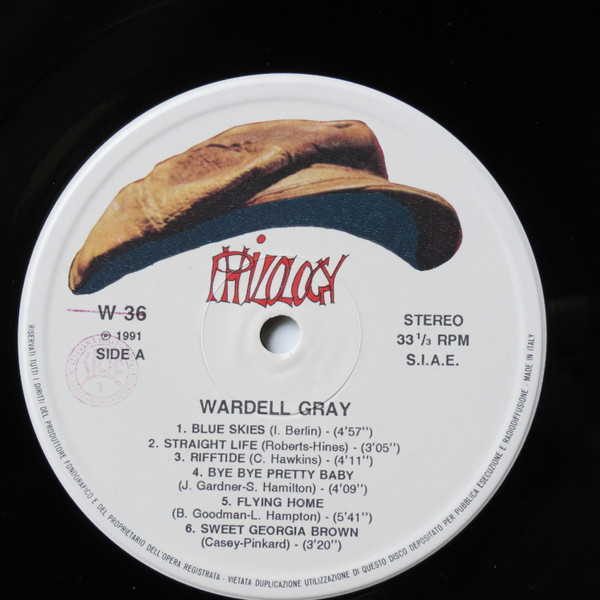 PHILOLOGY
W 36
℗ 1991
SIDE A
STEREO
33 1/3 RPM
S.I.A.E.
WARDELL GRAY
1. BLUE SKIES (I. Berlin) - (4'57'')
2. STRAIGHT LIFE (Roberts-Hines) - (3'05'')
3. RIFFTIDE (C. Hawkins) - (4'11'')
4. BYE BYE PRETTY BABY
(J. Gardner-S. Hamilton) - (4'09'')
5. FLYING HOME
(B. Goodman-L. Hampton) - (5'41'')
6. SWEET GEORGIA BROWN
(Casey-Pinkard) - (3'20'')
RISERVATI TUTTI I DIRITTI DEL PRODUTTORE FONOGRAFICO E DEL PROPRIETARIO DELL'OPERA REGISTRATA - VIETATA DUPLICAZIONE UTILIZZAZIONE DI QUESTO DISCO DEPOSITATO PER PUBBLICA ESECUZIONE E RADIODIFFUSIONE - MADE IN ITALY